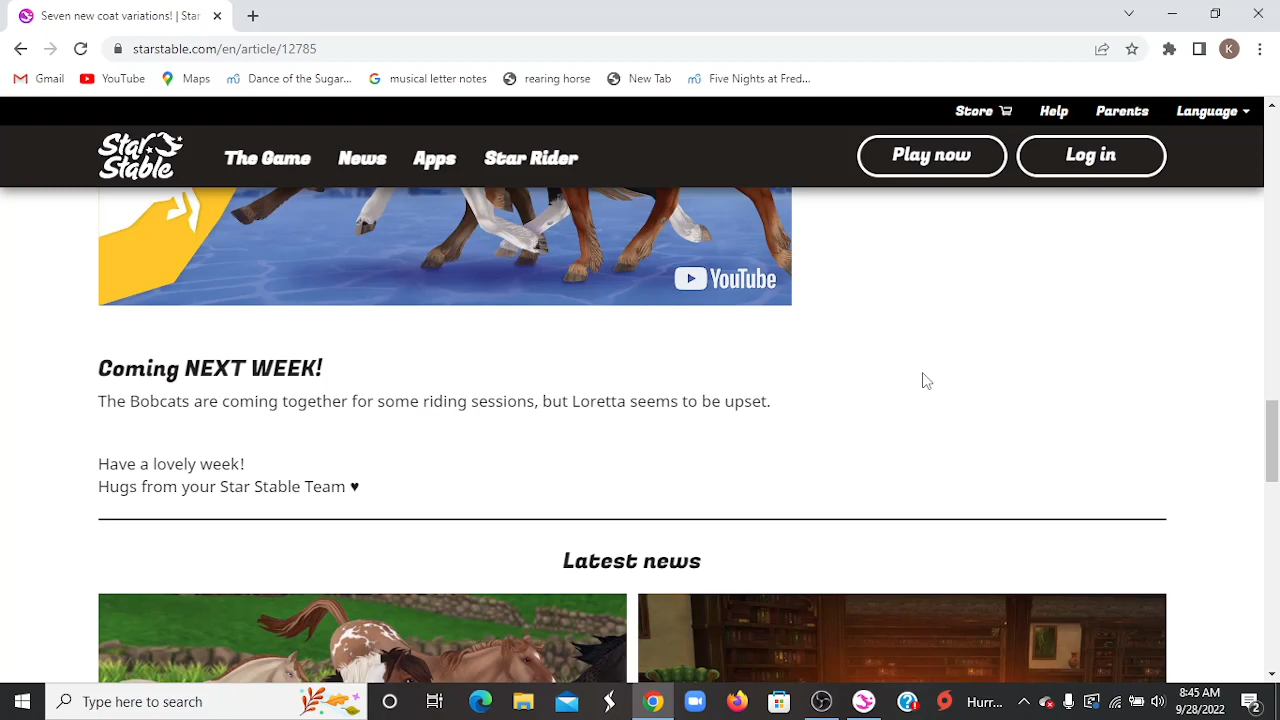 Seven new coat variations! | Star
starstable.com/en/article/12785
K
Gmail YouTube Maps Dance of the Sugar... musical letter notes rearing horse New Tab Five Nights at Fred...
Store Help Parents Language
Star Stable The Game News Apps Star Rider Play now Log in
YouTube
Coming NEXT WEEK!
The Bobcats are coming together for some riding sessions, but Loretta seems to be upset.
Have a lovely week!
Hugs from your Star Stable Team ♥
Latest news
Type here to search
Hurr...
8:45 AM
9/28/2022
2